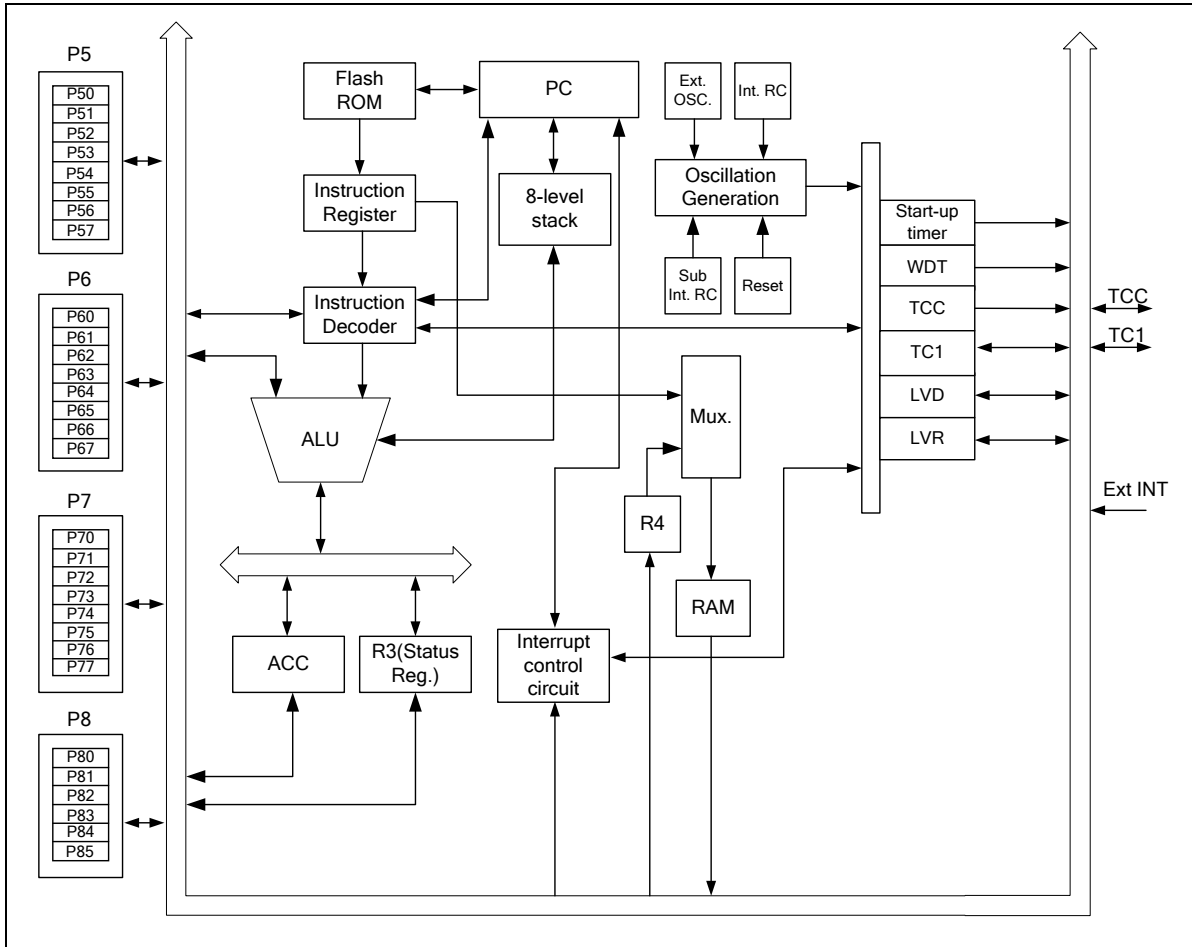 P5
P50
P51
P52
P53
P54
P55
P56
P57
P6
P60
P61
P62
P63
P64
P65
P66
P67
P7
P70
P71
P72
P73
P74
P75
P76
P77
P8
P80
P81
P82
P83
P84
P85
Flash
ROM
PC
Ext.
OSC.
Int. RC
Instruction
Register
8-level
stack
Oscillation
Generation
Sub
Int. RC
Reset
Instruction
Decoder
ALU
Mux.
R4
RAM
ACC
R3(Status
Reg.)
Interrupt
control
circuit
Start-up
timer
WDT
TCC
TC1
LVD
LVR
TCC
TC1
Ext INT